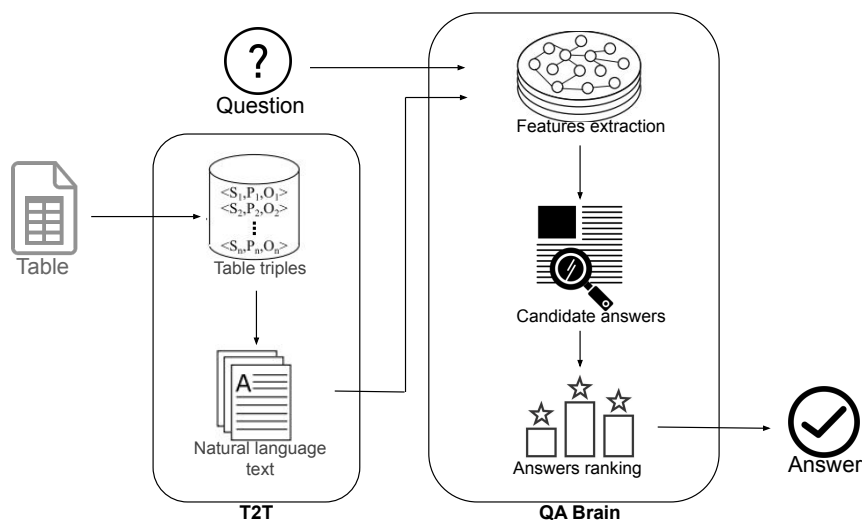 ?
Question
Table
<S1,P1,O1>
<S2,P2,O2>
<Sn,Pn,On>
Table triples
A
Natural language
text
T2T
Features extraction
Candidate answers
Answers ranking
QA Brain
Answer